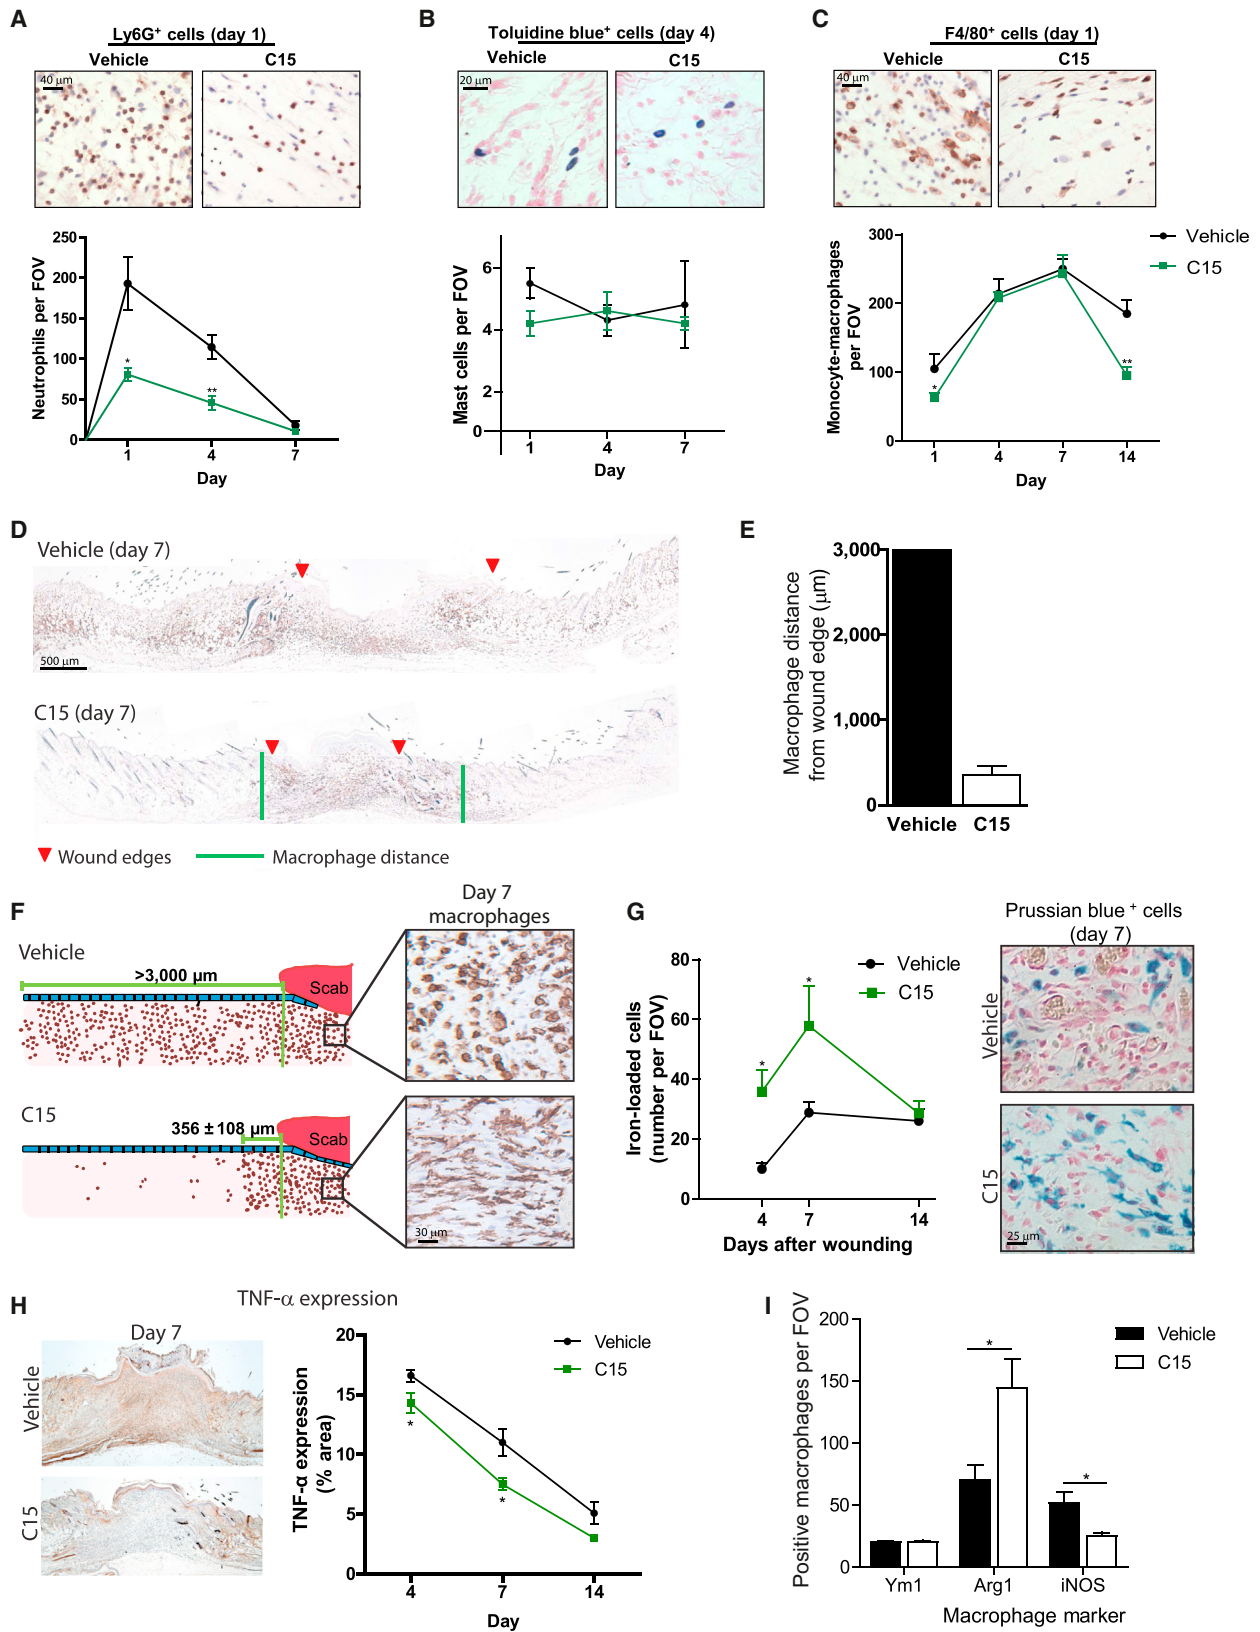 A
Ly6G+ cells (day 1)
Vehicle C15
40 μm
Neutrophils per FOV
250
200
150
100
50
0
*
**
1 4 7
Day
B
Toluidine blue+ cells (day 4)
Vehicle C15
20 μm
Mast cells per FOV
6
4
2
0
1 4 7
Day
C
F4/80+ cells (day 1)
Vehicle C15
40 μm
Monocyte-macrophages
per FOV
300
200
100
0
*
**
1 4 7 14
Day
Vehicle
C15
D
Vehicle (day 7)
500 μm
C15 (day 7)
Wound edges Macrophage distance
E
Macrophage distance
from wound edge (μm)
3,000
2,000
1,000
0
Vehicle C15
F
Day 7
macrophages
Vehicle
>3,000 μm
Scab
C15
356 ± 108 μm
Scab
30 μm
G
Iron-loaded cells
(number per FOV)
80
60
40
20
0
*
*
4 7 14
Days after wounding
Vehicle
C15
Prussian blue + cells
(day 7)
Vehicle
C15
25 μm
H
TNF-α expression
Day 7
Vehicle
C15
TNF-α expression
(% area)
20
15
10
5
0
*
*
4 7 14
Day
Vehicle
C15
I
Positive macrophages per FOV
200
150
100
50
0
*
*
Ym1 Arg1 iNOS
Macrophage marker
Vehicle
C15